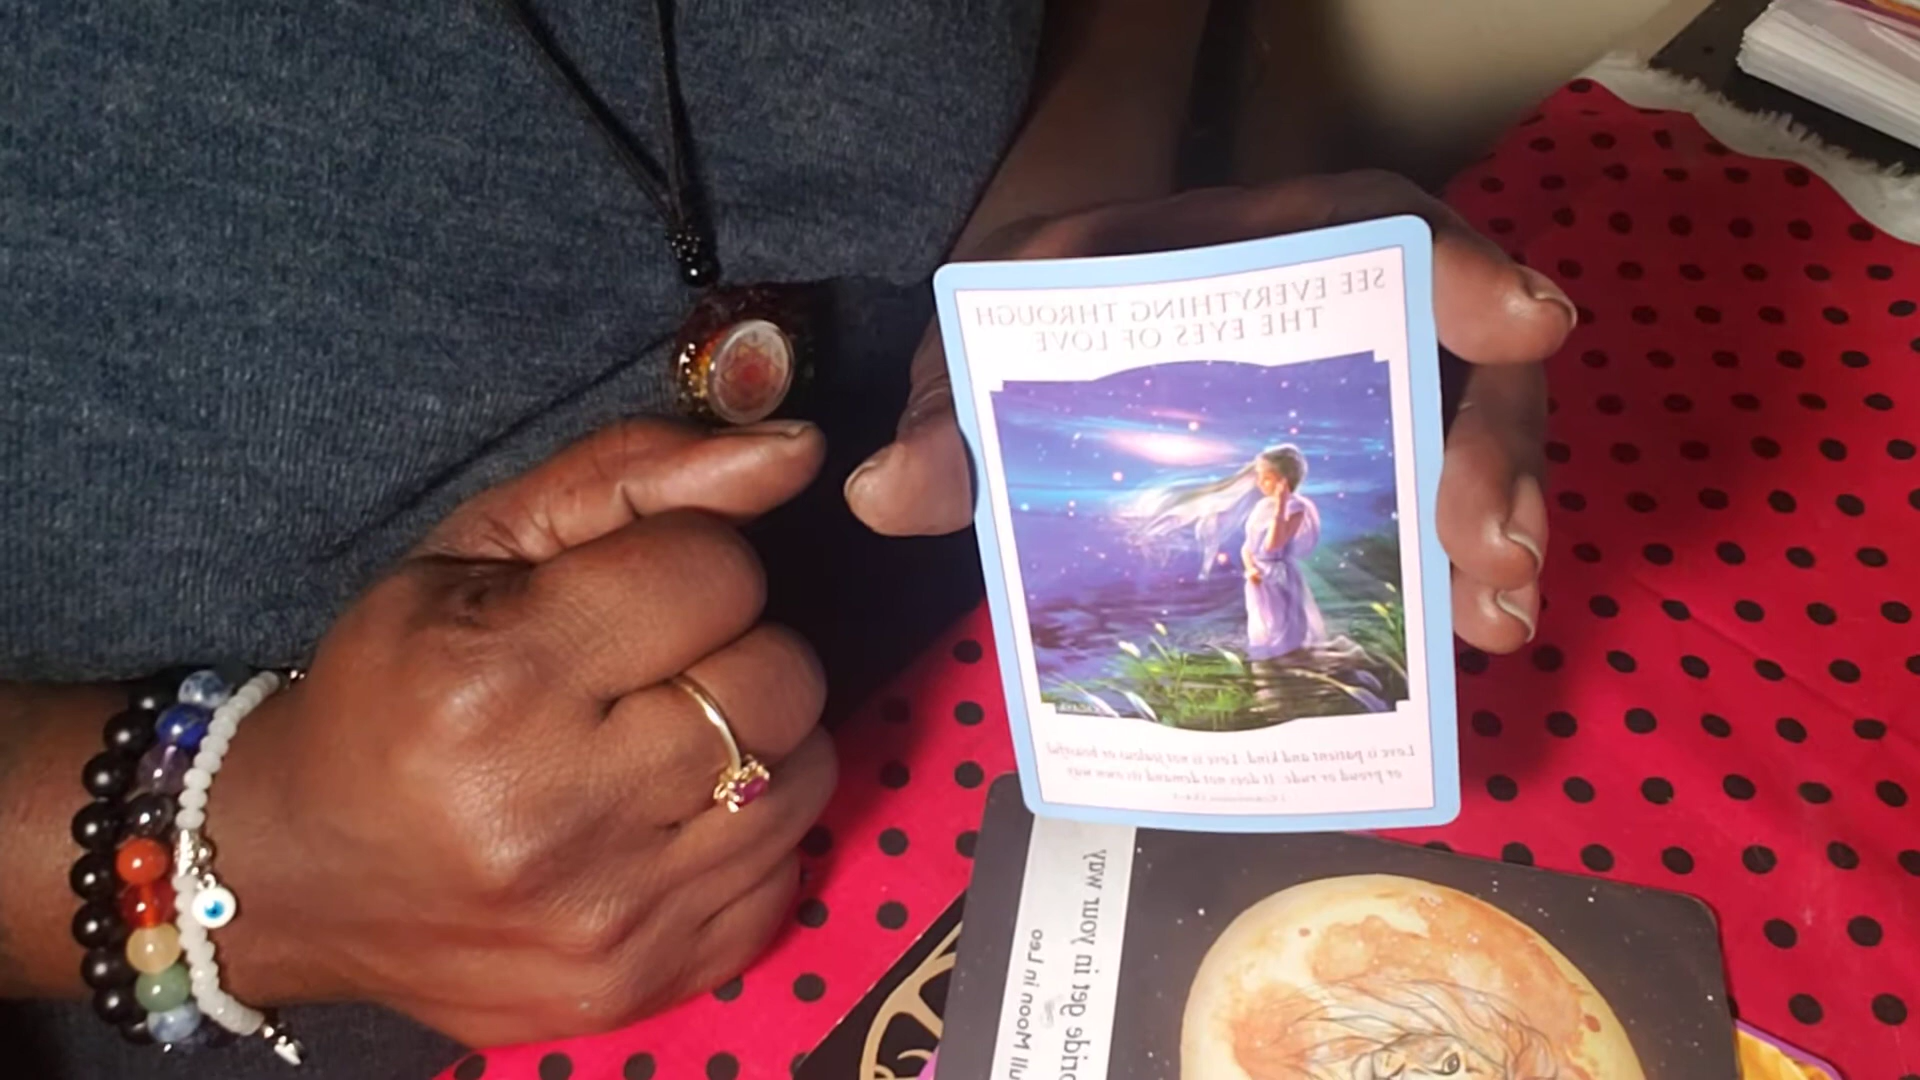 SEE EVERYTHING THROUGH
THE EYES OF LOVE
Love is patient and kind. Love is not jealous or boastful
or proud or rude. It does not demand its own way.
1 Corinthians 13:4-5
get in your way
ull Moon in Leo